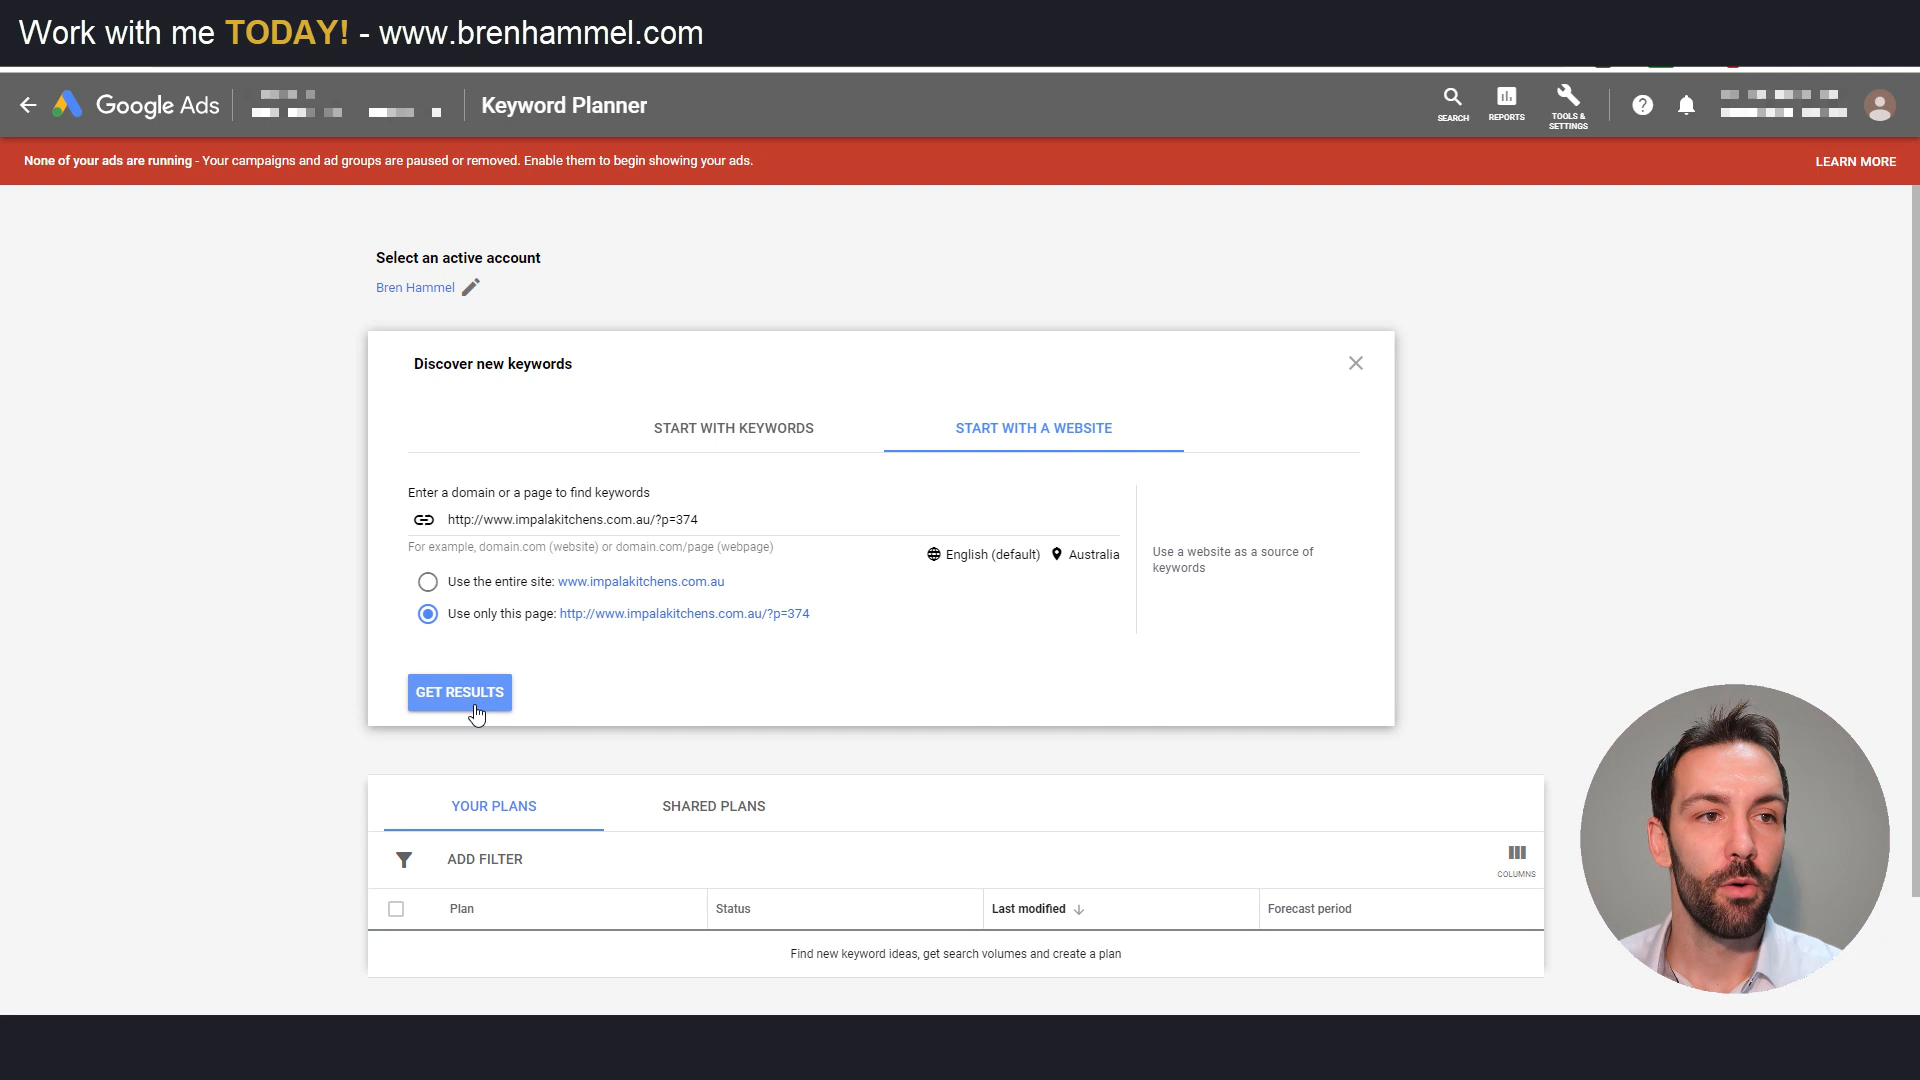 Work with me TODAY! - www.brenhammel.com
Google Ads
Keyword Planner
SEARCH
REPORTS
TOOLS &
SETTINGS
None of your ads are running - Your campaigns and ad groups are paused or removed. Enable them to begin showing your ads.
LEARN MORE
Select an active account
Bren Hammel
Discover new keywords
START WITH KEYWORDS
START WITH A WEBSITE
Enter a domain or a page to find keywords
http://www.impalakitchens.com.au/?p=374
For example, domain.com (website) or domain.com/page (webpage)
English (default)
Australia
Use a website as a source of
keywords
Use the entire site: www.impalakitchens.com.au
Use only this page: http://www.impalakitchens.com.au/?p=374
GET RESULTS
YOUR PLANS
SHARED PLANS
ADD FILTER
COLUMNS
Plan
Status
Last modified
Forecast period
Find new keyword ideas, get search volumes and create a plan